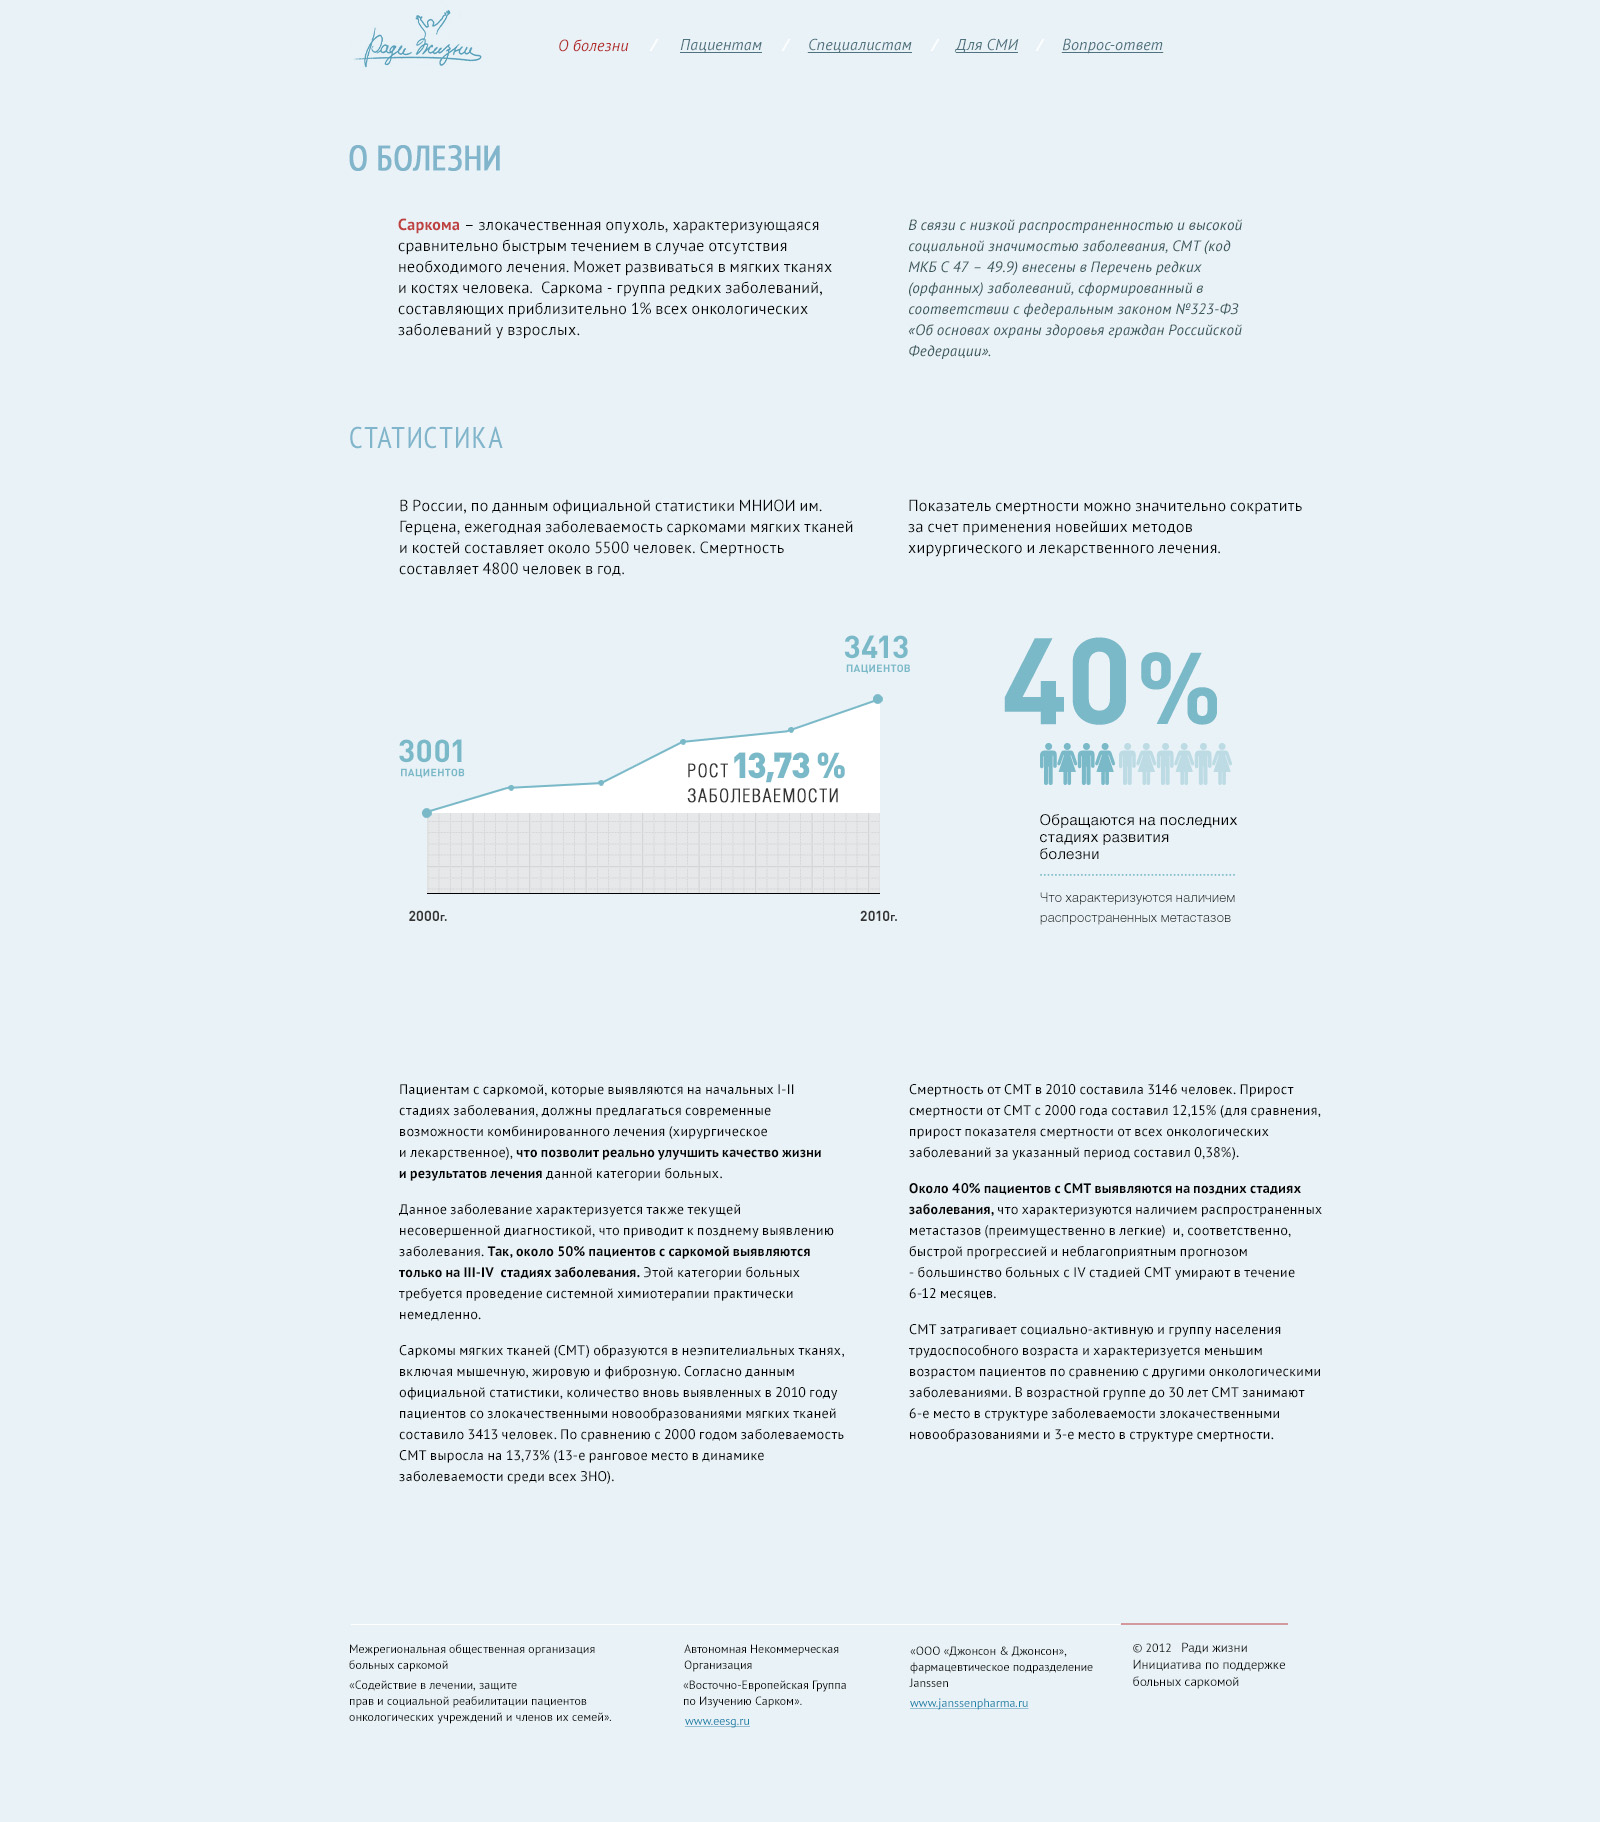 Ради Жизни
О болезни / Пациентам / Специалистам / Для СМИ / Вопрос-ответ
О БОЛЕЗНИ
Саркома – злокачественная опухоль, характеризующаяся
сравнительно быстрым течением в случае отсутствия
необходимого лечения. Может развиваться в мягких тканях
и костях человека.  Саркома - группа редких заболеваний,
составляющих приблизительно 1% всех онкологических
заболеваний у взрослых.
В связи с низкой распространенностью и высокой
социальной значимостью заболевания, СМТ (код
МКБ С 47 – 49.9) внесены в Перечень редких
(орфанных) заболеваний, сформированный в
соответствии с федеральным законом №323-ФЗ
«Об основах охраны здоровья граждан Российской
Федерации».
СТАТИСТИКА
В России, по данным официальной статистики МНИОИ им.
Герцена, ежегодная заболеваемость саркомами мягких тканей
и костей составляет около 5500 человек. Смертность
составляет 4800 человек в год.
Показатель смертности можно значительно сократить
за счет применения новейших методов
хирургического и лекарственного лечения.
3413
ПАЦИЕНТОВ
3001
ПАЦИЕНТОВ
РОСТ 13,73 %
ЗАБОЛЕВАЕМОСТИ
2000г.
2010г.
40%
Обращаются на последних
стадиях развития
болезни
Что характеризуются наличием
распространенных метастазов
Пациентам с саркомой, которые выявляются на начальных I-II
стадиях заболевания, должны предлагаться современные
возможности комбинированного лечения (хирургическое
и лекарственное), что позволит реально улучшить качество жизни
и результатов лечения данной категории больных.
Данное заболевание характеризуется также текущей
несовершенной диагностикой, что приводит к позднему выявлению
заболевания. Так, около 50% пациентов с саркомой выявляются
только на III-IV  стадиях заболевания. Этой категории больных
требуется проведение системной химиотерапии практически
немедленно.
Саркомы мягких тканей (СМТ) образуются в неэпителиальных тканях,
включая мышечную, жировую и фиброзную. Согласно данным
официальной статистики, количество вновь выявленных в 2010 году
пациентов со злокачественными новообразованиями мягких тканей
составило 3413 человек. По сравнению с 2000 годом заболеваемость
СМТ выросла на 13,73% (13-е ранговое место в динамике
заболеваемости среди всех ЗНО).
Смертность от СМТ в 2010 составила 3146 человек. Прирост
смертности от СМТ с 2000 года составил 12,15% (для сравнения,
прирост показателя смертности от всех онкологических
заболеваний за указанный период составил 0,38%).
Около 40% пациентов с СМТ выявляются на поздних стадиях
заболевания, что характеризуются наличием распространенных
метастазов (преимущественно в легкие)  и, соответственно,
быстрой прогрессией и неблагоприятным прогнозом
- большинство больных с IV стадией СМТ умирают в течение
6-12 месяцев.
СМТ затрагивает социально-активную и группу населения
трудоспособного возраста и характеризуется меньшим
возрастом пациентов по сравнению с другими онкологическими
заболеваниями. В возрастной группе до 30 лет СМТ занимают
6-е место в структуре заболеваемости злокачественными
новообразованиями и 3-е место в структуре смертности.
Межрегиональная общественная организация
больных саркомой
«Содействие в лечении, защите
прав и социальной реабилитации пациентов
онкологических учреждений и членов их семей».
Автономная Некоммерческая
Организация
«Восточно-Европейская Группа
по Изучению Сарком».
www.eesg.ru
«ООО «Джонсон & Джонсон»,
фармацевтическое подразделение
Janssen
www.janssenpharma.ru
© 2012  Ради жизни
Инициатива по поддержке
больных саркомой